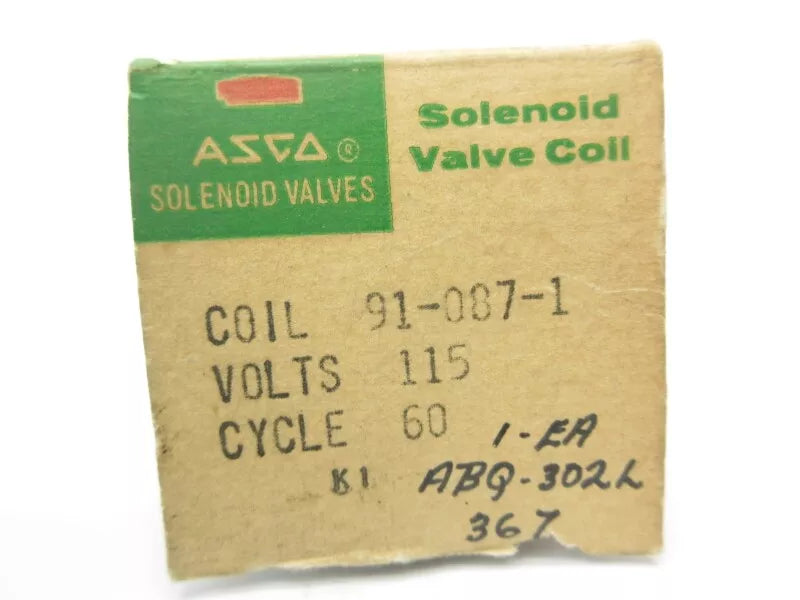 ASCO®
SOLENOID VALVES
Solenoid
Valve Coil
COIL 91-087-1
VOLTS 115
CYCLE 60
K1
1-EA
ABQ-302L
367